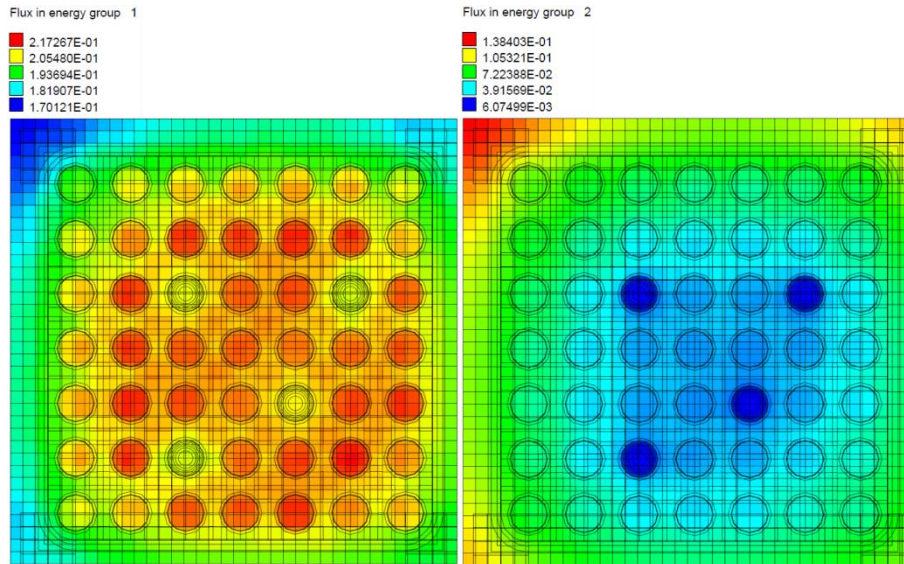 Flux in energy group 1
2.17267E-01
2.05480E-01
1.93694E-01
1.81907E-01
1.70121E-01
Flux in energy group 2
1.38403E-01
1.05321E-01
7.22388E-02
3.91569E-02
6.07499E-03